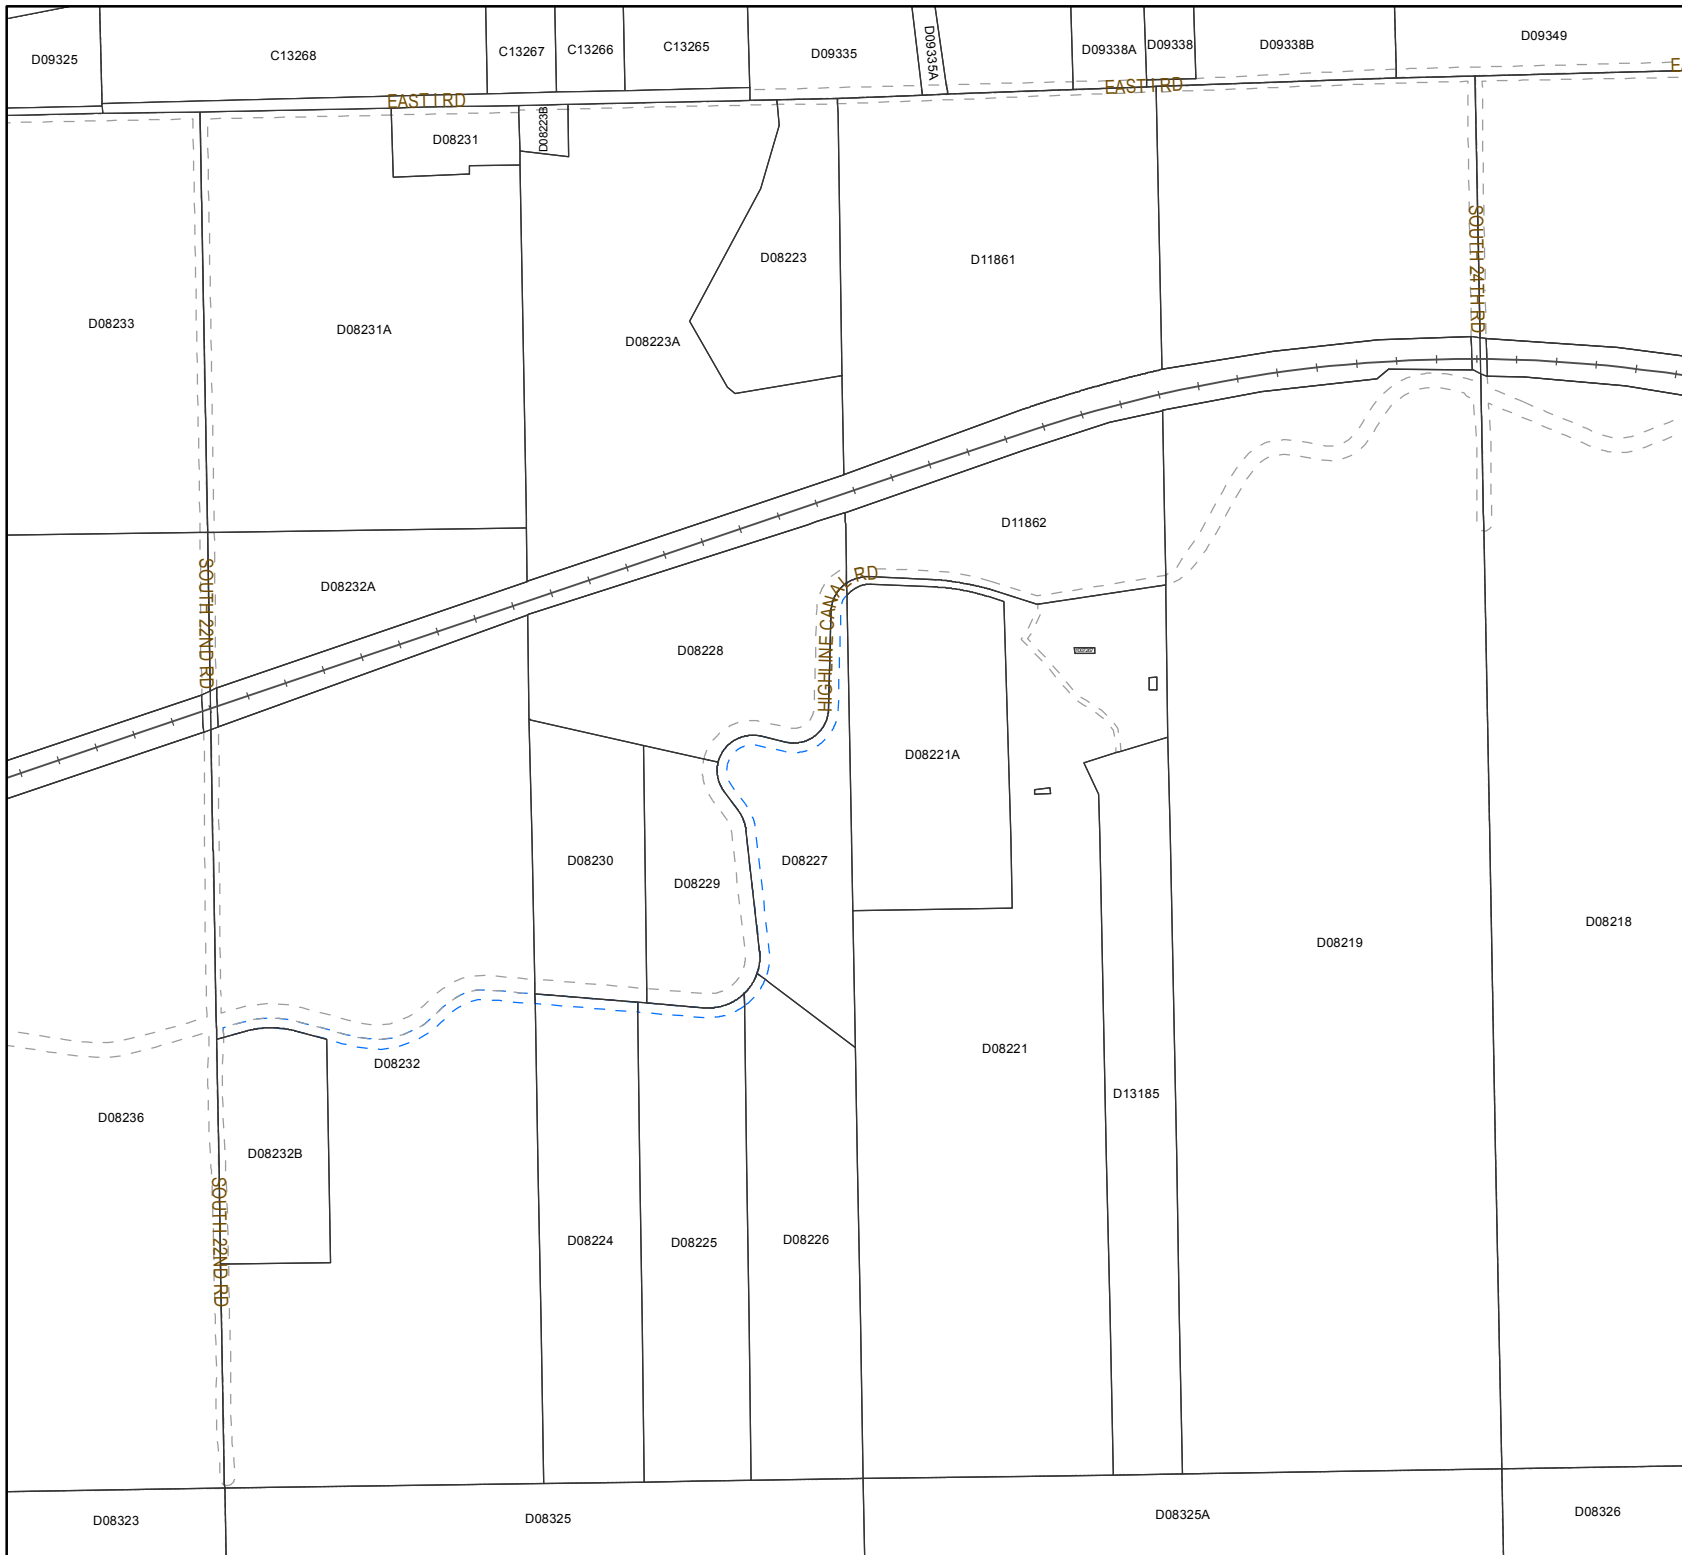 D09325
C13268
C13267
C13266
C13265
D09335
D09335A
D09338A
D09338
D09338B
D09349
EAST I RD
EAST I RD
D08231
D08223B
D08233
D08231A
D08223A
D08223
D11861
SOUTH 24TH RD
D11862
SOUTH 22ND RD
D08232A
HIGHLINE CANAL RD
D08228
D08221A
D08230
D08229
D08227
D08219
D08218
D08232
D08221
D08236
D13185
D08232B
SOUTH 22ND RD
D08224
D08225
D08226
D08323
D08325
D08325A
D08326